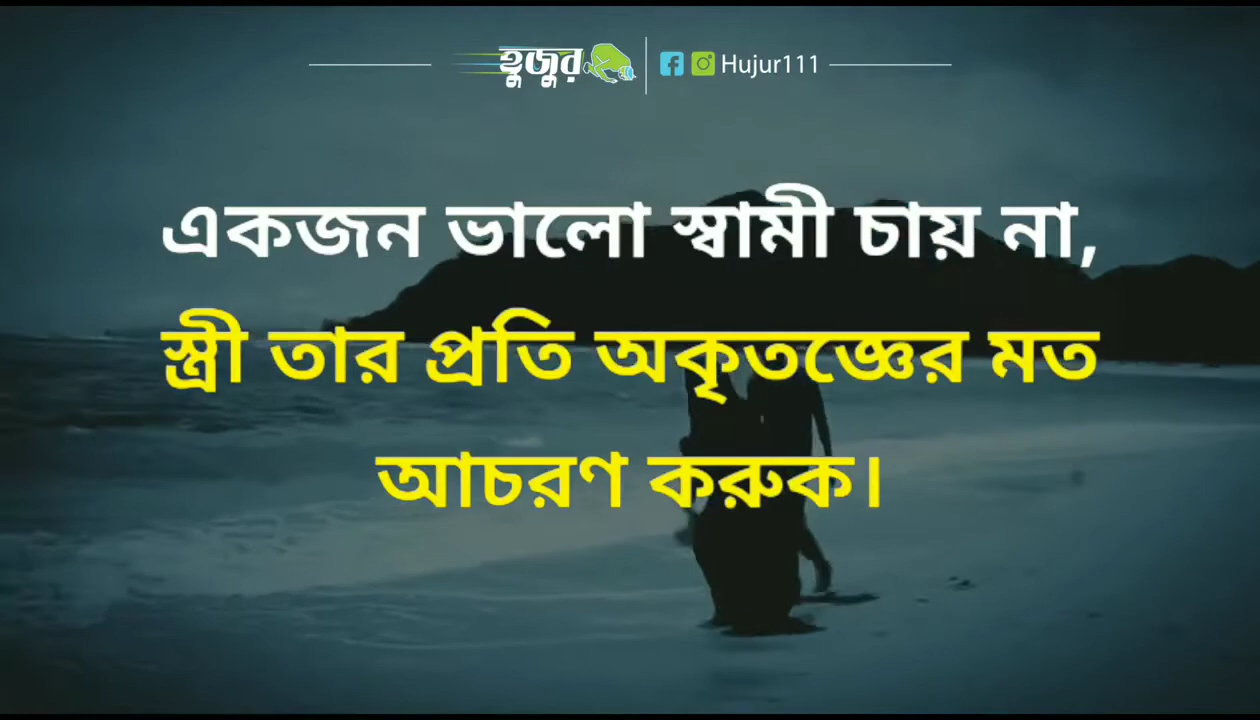 হুজুর Hujur111
একজন ভালো স্বামী চায় না,
স্ত্রী তার প্রতি অকৃতজ্ঞের মত
আচরণ করুক।